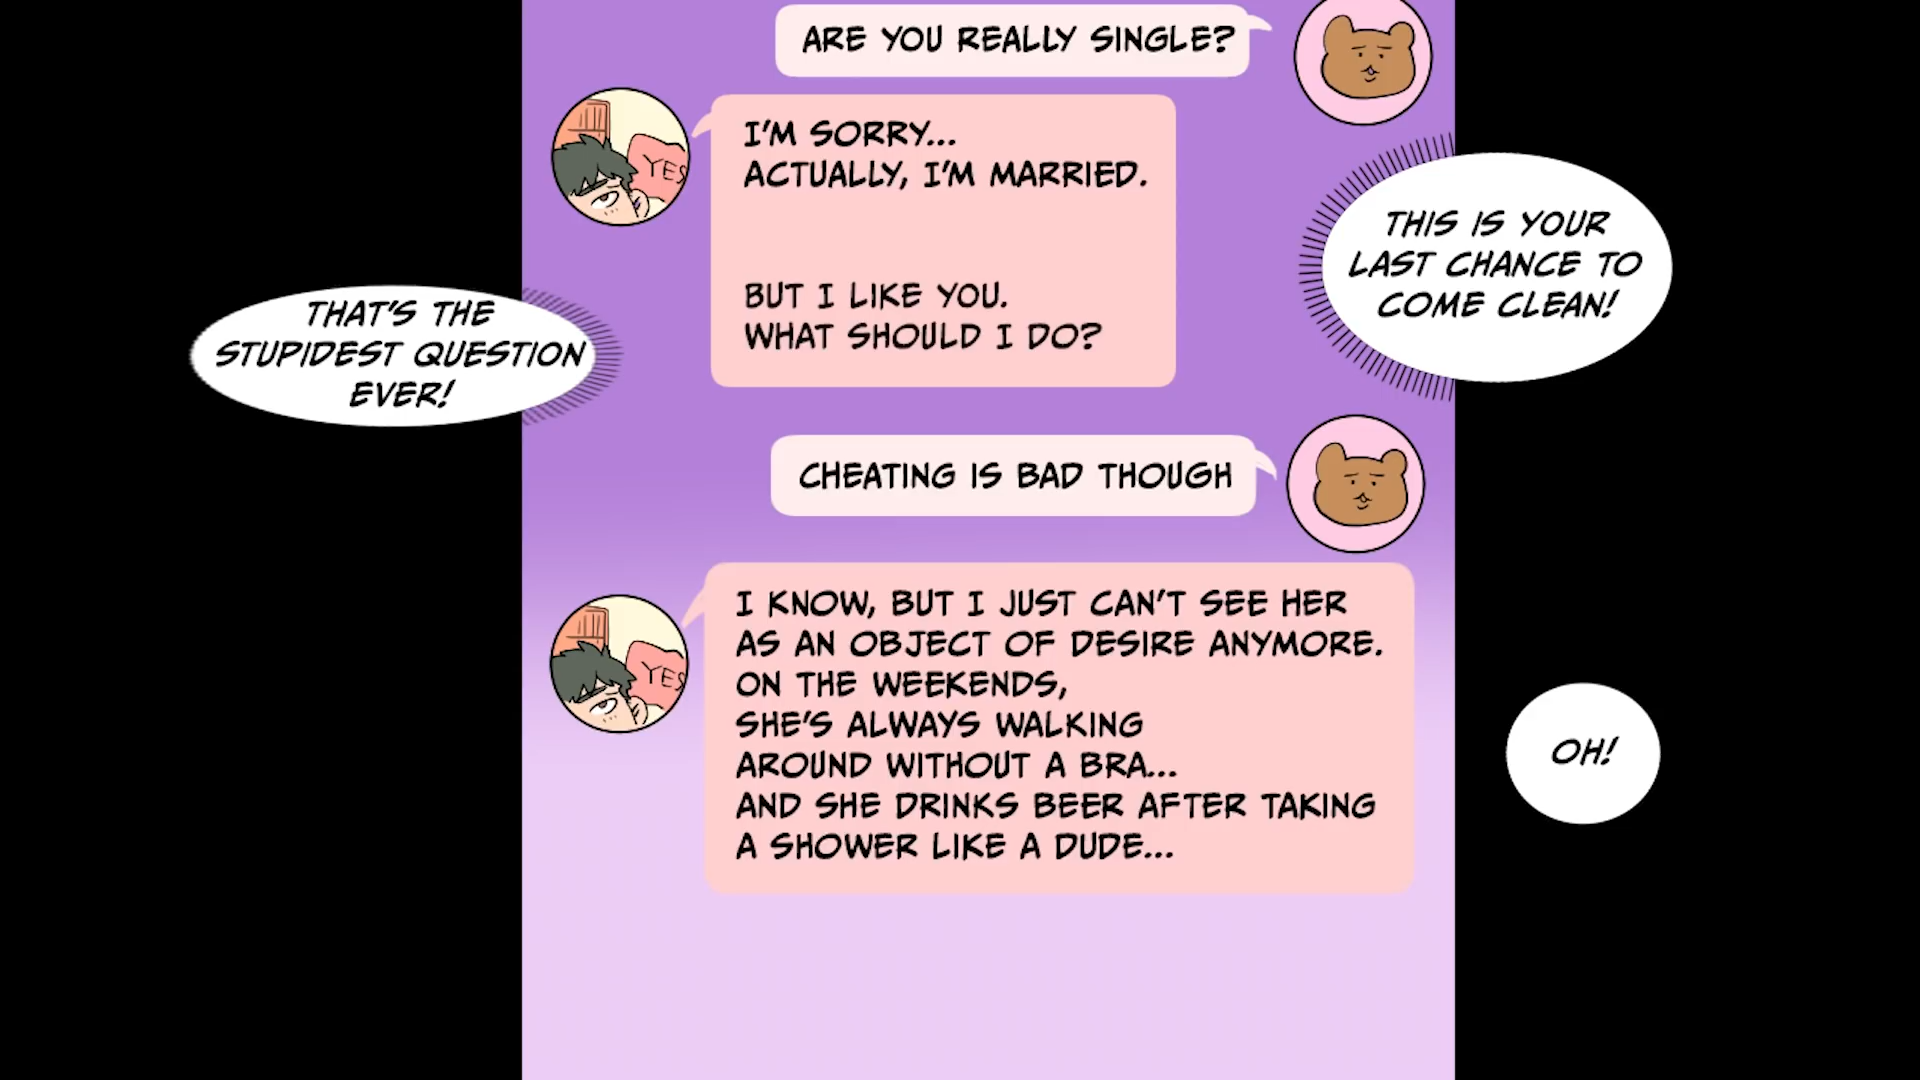 ARE YOU REALLY SINGLE?
I'M SORRY...
ACTUALLY, I'M MARRIED.
YES
THIS IS YOUR
LAST CHANCE TO
COME CLEAN!
BUT I LIKE YOU.
WHAT SHOULD I DO?
THAT'S THE
STUPIDEST QUESTION
EVER!
CHEATING IS BAD THOUGH
I KNOW, BUT I JUST CAN'T SEE HER
AS AN OBJECT OF DESIRE ANYMORE.
ON THE WEEKENDS,
SHE'S ALWAYS WALKING
AROUND WITHOUT A BRA...
AND SHE DRINKS BEER AFTER TAKING
A SHOWER LIKE A DUDE...
YES
OH!